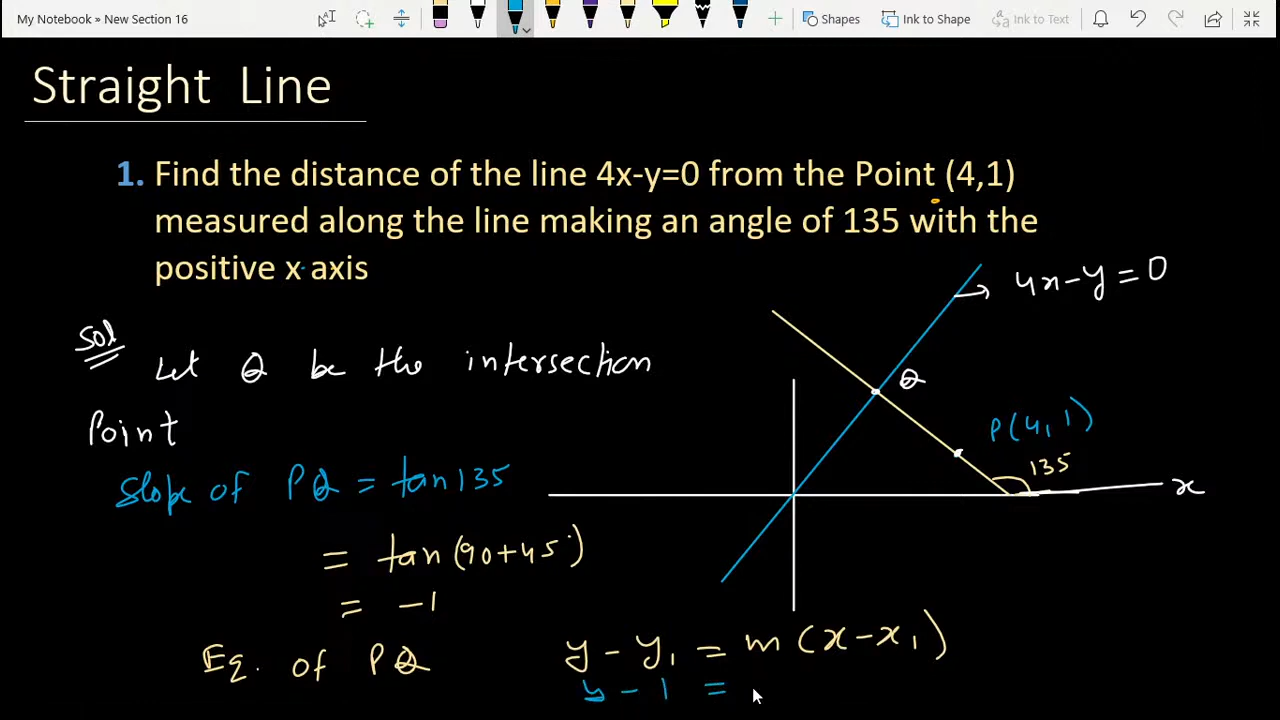 My Notebook » New Section 16
Shapes
Ink to Shape
Ink to Text
Straight Line
1. Find the distance of the line 4x-y=0 from the Point (4,1)
measured along the line making an angle of 135 with the
positive x axis
4x-y=0
Sol
Let Q be the intersection
Point
Q
P(4,1)
135
x
Slope of PQ = tan135
= tan(90+45)
= -1
Eq. of PQ y-y₁ = m(x-x₁)
y-1 =